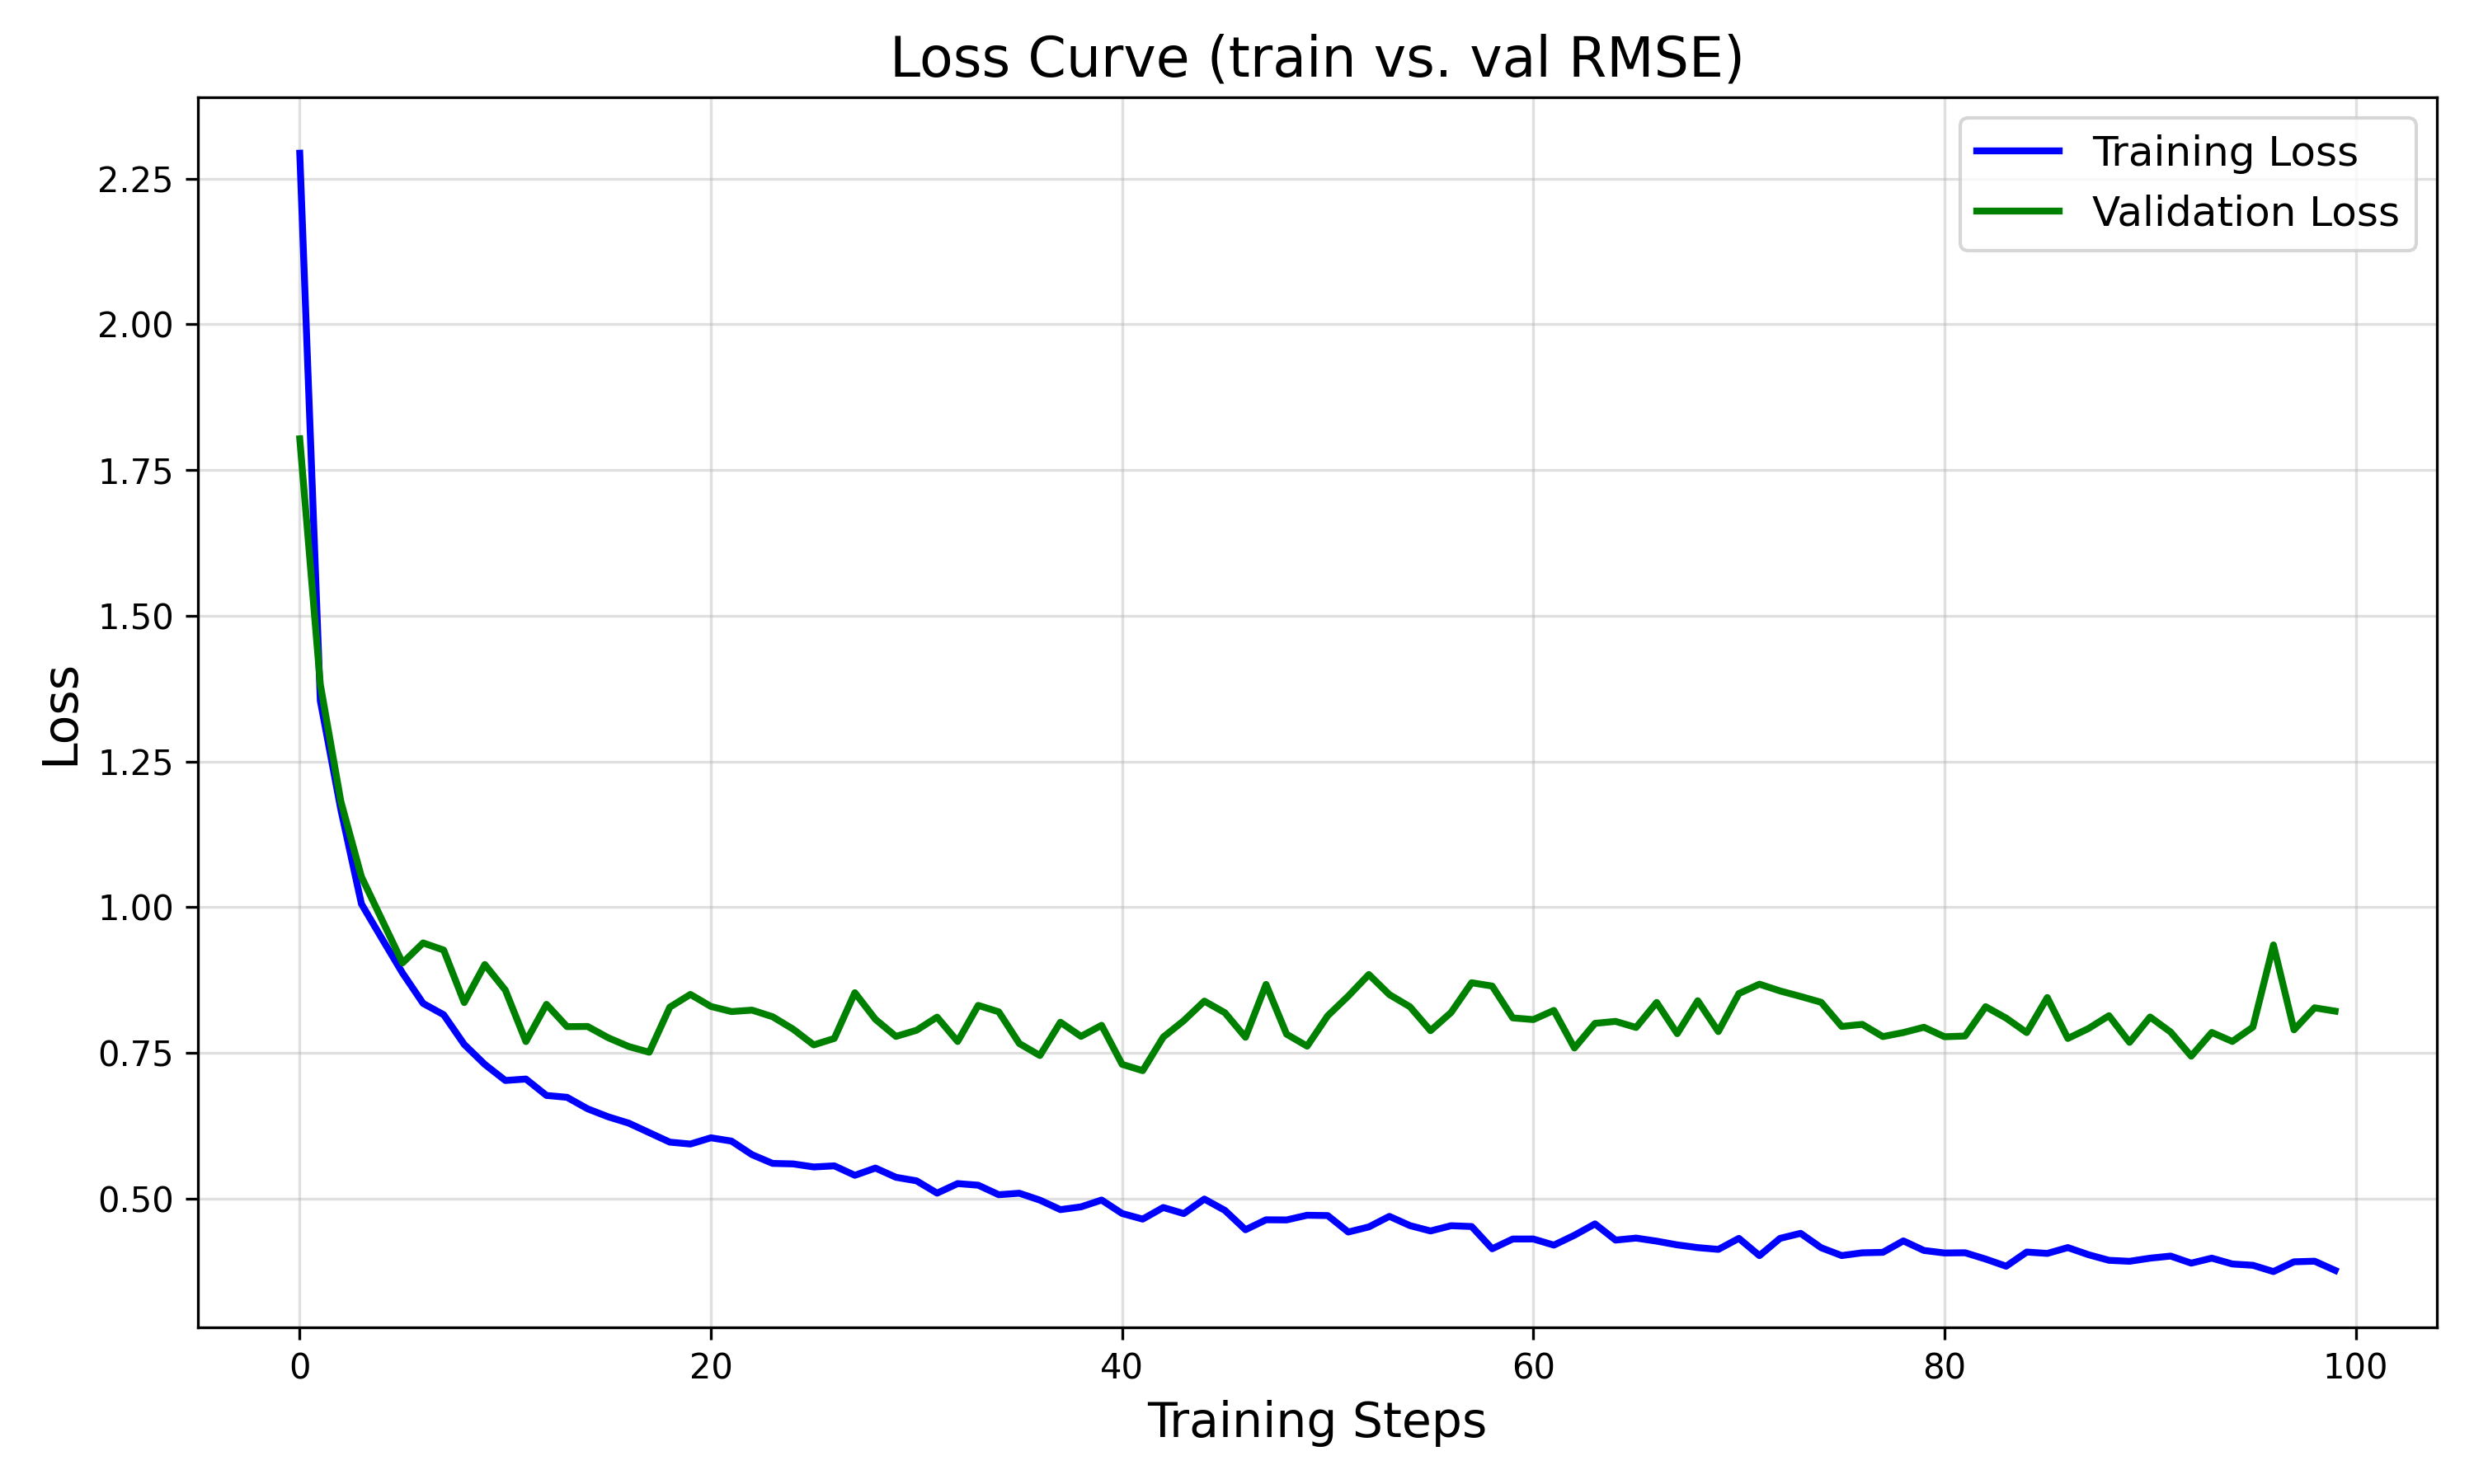 Loss Curve (train vs. val RMSE)
Training Loss
Validation Loss
2.25
2.00
1.75
1.50
1.25
1.00
0.75
0.50
Loss
0 20 40 60 80 100
Training Steps